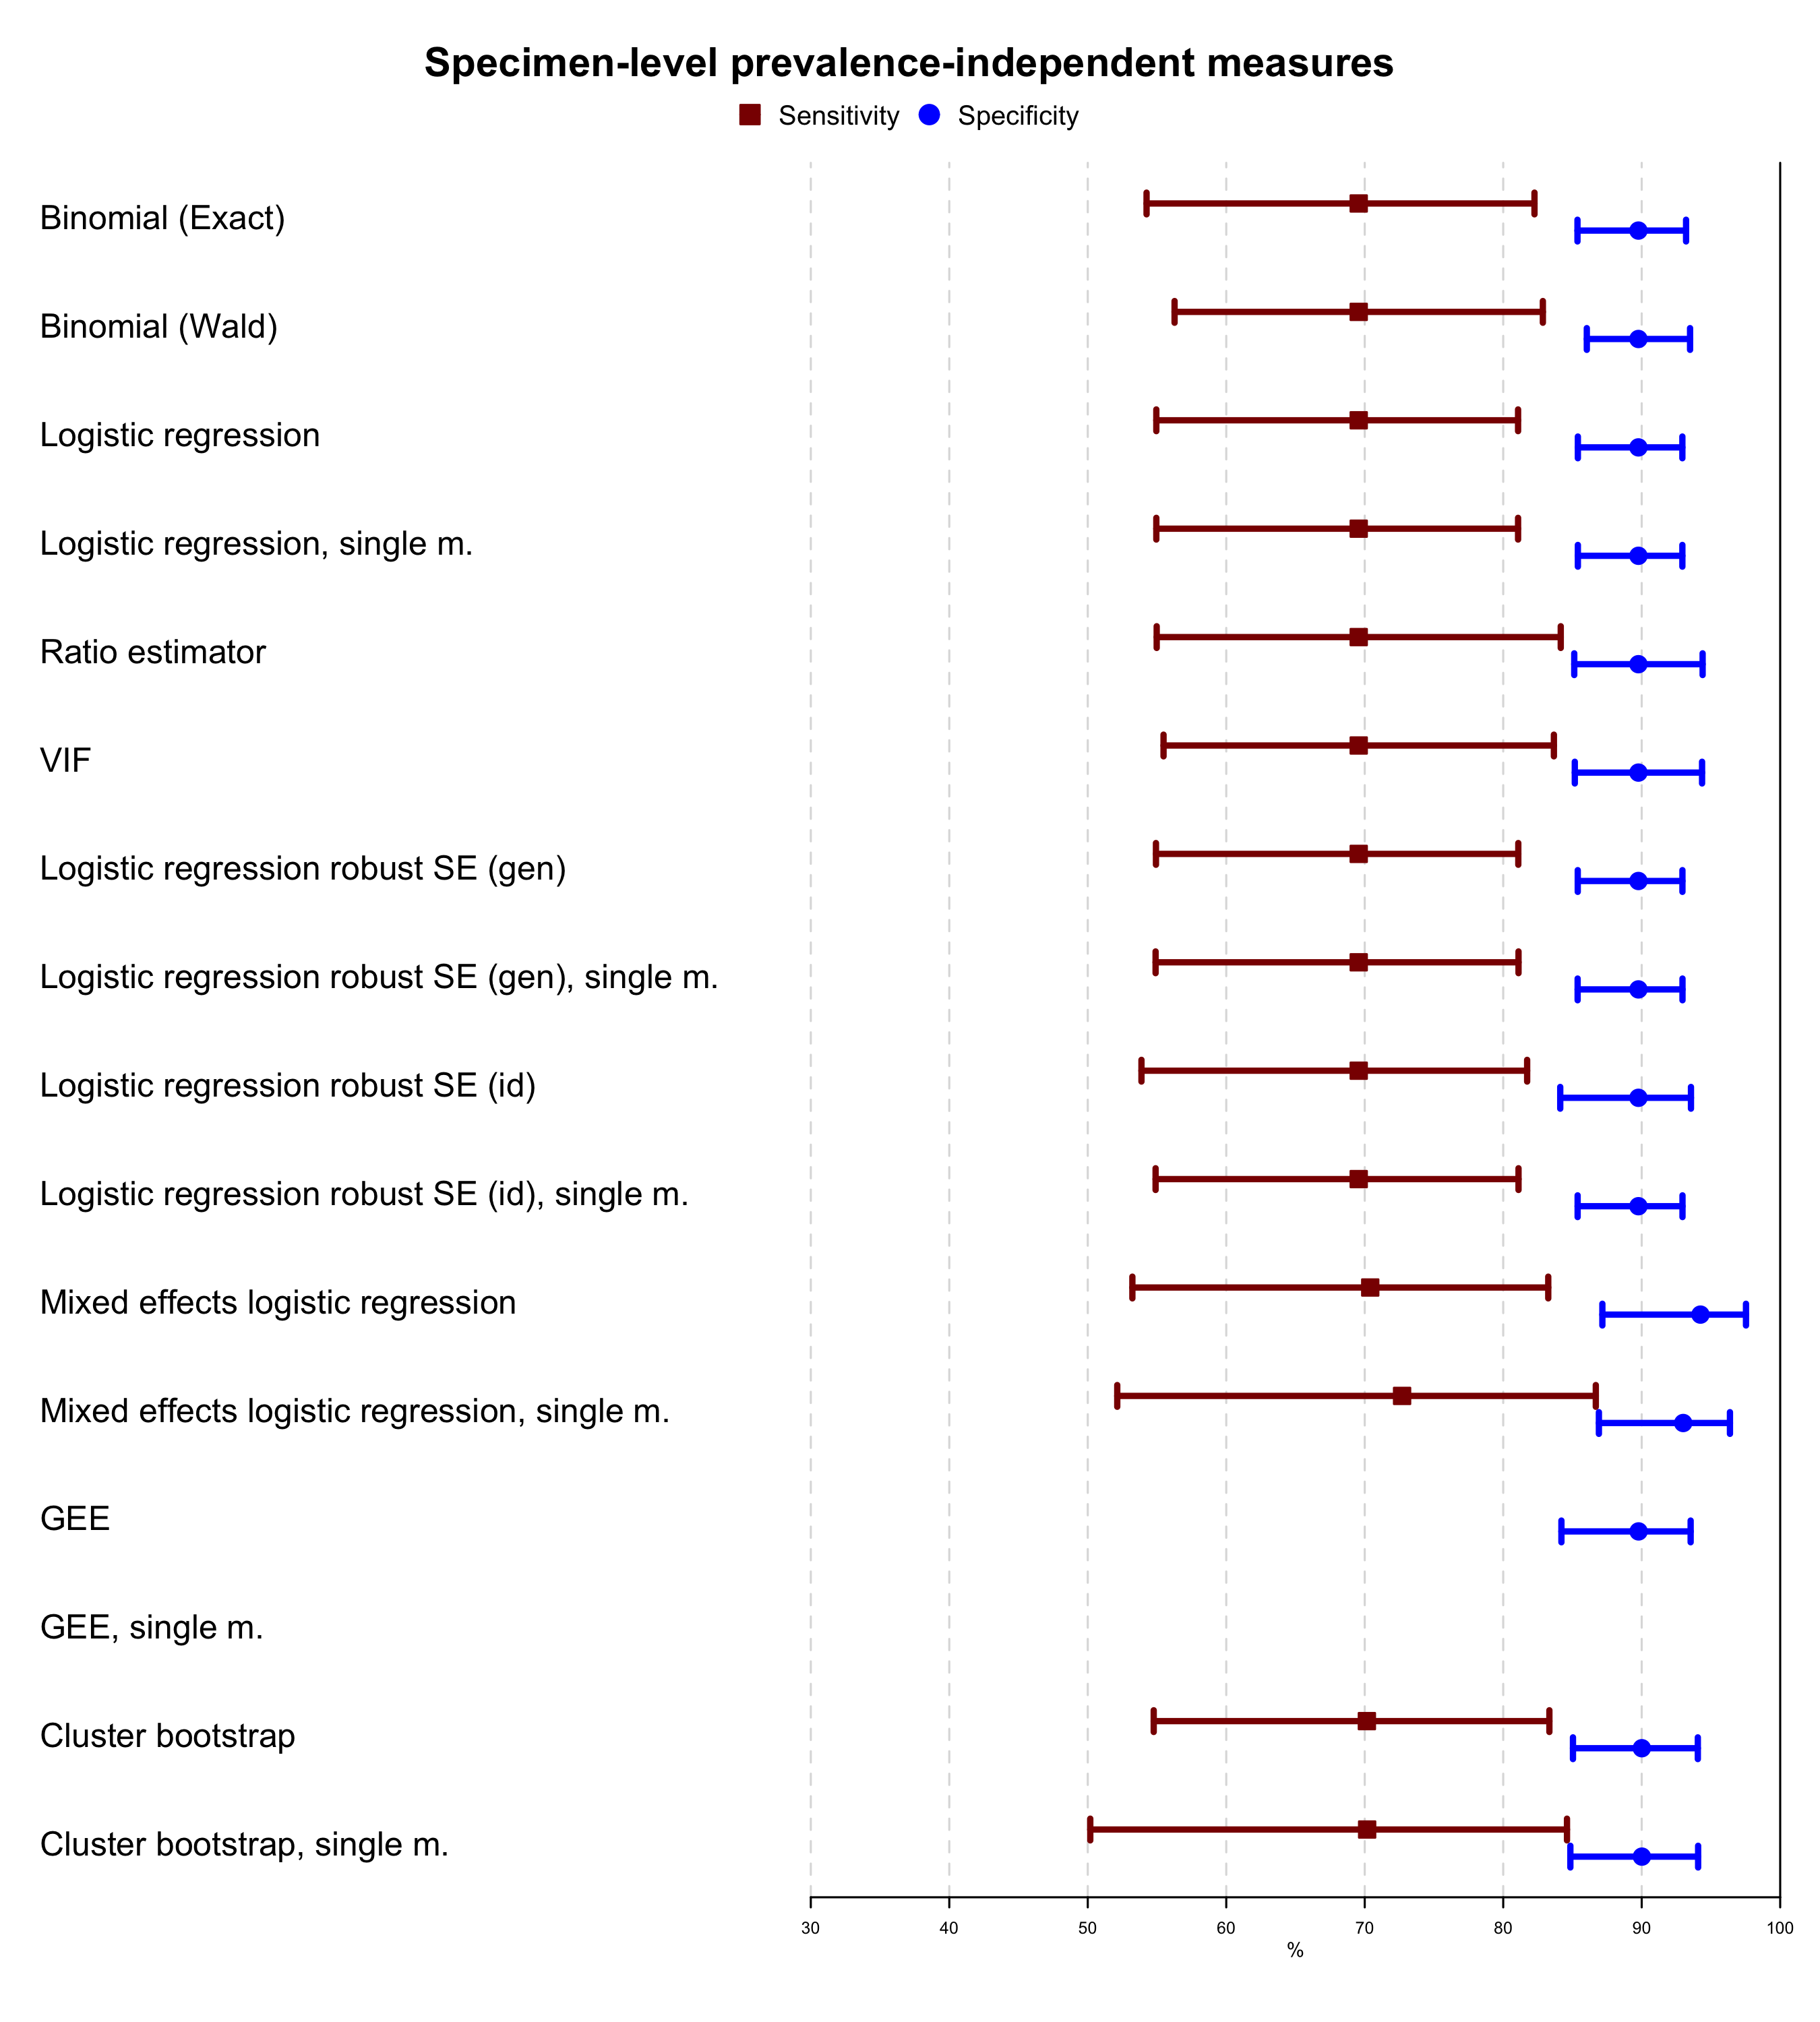 Specimen-level prevalence-independent measures
Sensitivity Specificity
Binomial (Exact)
Binomial (Wald)
Logistic regression
Logistic regression, single m.
Ratio estimator
VIF
Logistic regression robust SE (gen)
Logistic regression robust SE (gen), single m.
Logistic regression robust SE (id)
Logistic regression robust SE (id), single m.
Mixed effects logistic regression
Mixed effects logistic regression, single m.
GEE
GEE, single m.
Cluster bootstrap
Cluster bootstrap, single m.
30 40 50 60 70 80 90 100
%